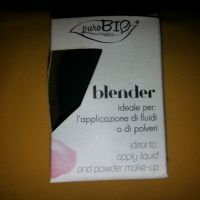 puroBIO
blender
ideale per:
l'applicazione di fluidi
o di polveri
ideal to:
apply liquid
and powder make-up